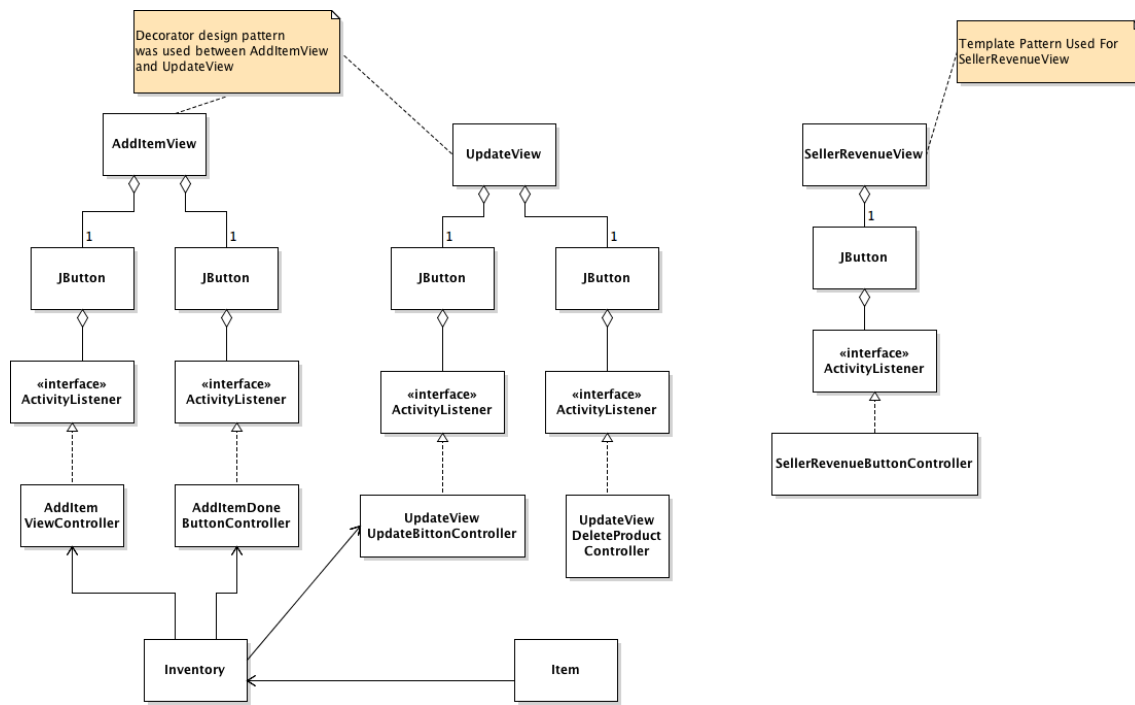 Decorator design pattern
was used between AddItemView
and UpdateView
Template Pattern Used For
SellerRevenueView
AddItemView
UpdateView
SellerRevenueView
1
1
1
1
1
JButton
JButton
JButton
JButton
JButton
«interface»
ActivityListener
«interface»
ActivityListener
«interface»
ActivityListener
«interface»
ActivityListener
«interface»
ActivityListener
SellerRevenueButtonController
AddItem
ViewController
AddItemDone
ButtonController
UpdateView
UpdateBittonController
UpdateView
DeleteProduct
Controller
Inventory
Item